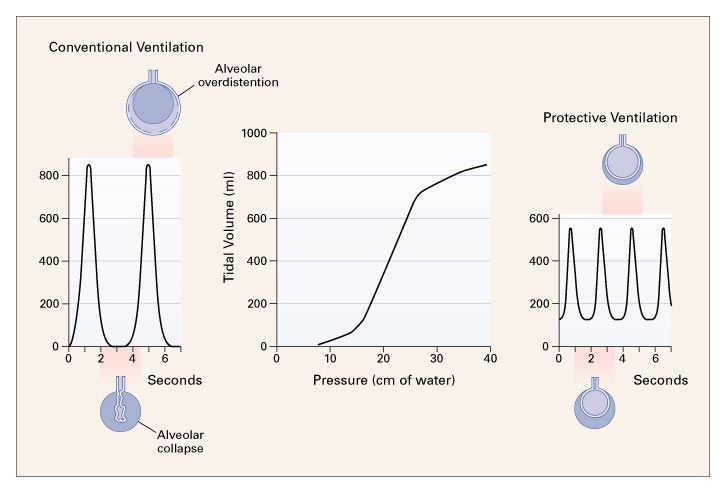 Conventional Ventilation
Alveolar
overdistention
800
600
400
200
0
0 2 4 6
Seconds
Alveolar
collapse
Tidal Volume (ml)
1000
800
600
400
200
0
0 10 20 30 40
Pressure (cm of water)
Protective Ventilation
600
400
200
0
0 2 4 6
Seconds